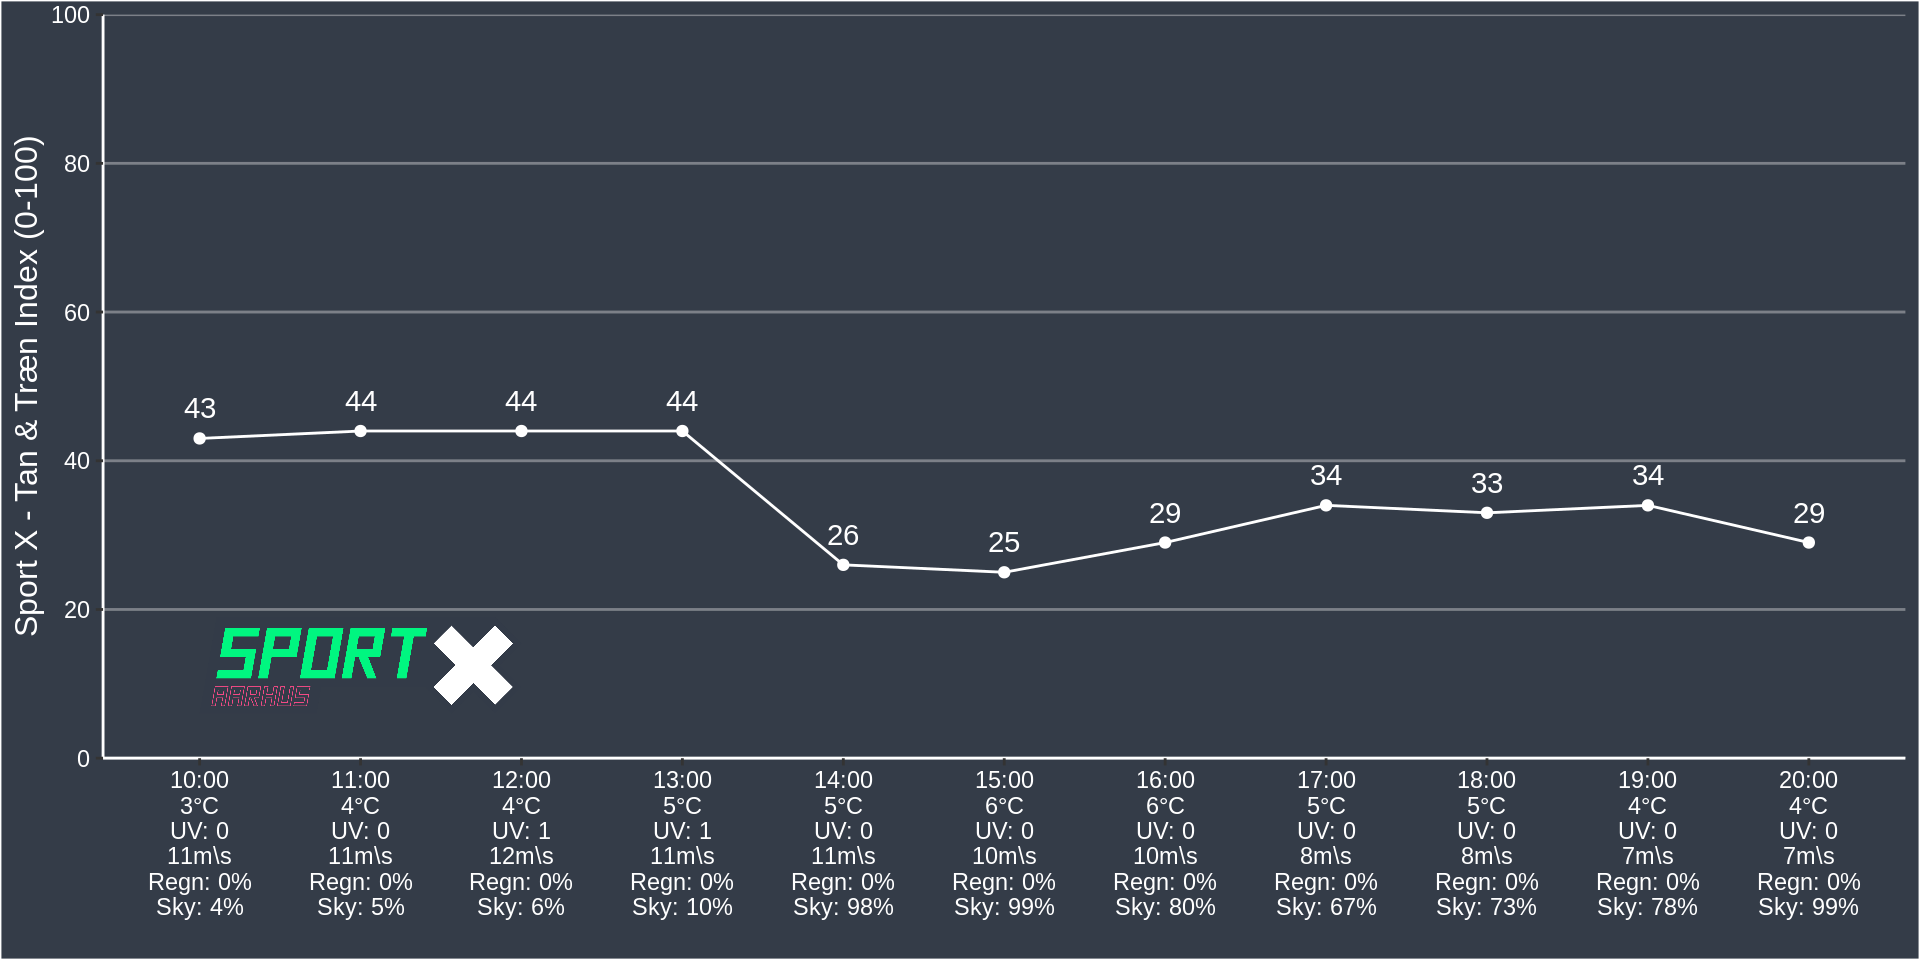 Sport X - Tan & Træn Index (0-100)
100
80
60
40
20
0
43
44
44
44
26
25
29
34
33
34
29
SPORT X
AARHUS
10:00 11:00 12:00 13:00 14:00 15:00 16:00 17:00 18:00 19:00 20:00
3°C 4°C 4°C 5°C 5°C 6°C 6°C 5°C 5°C 4°C 4°C
UV: 0 UV: 0 UV: 1 UV: 1 UV: 0 UV: 0 UV: 0 UV: 0 UV: 0 UV: 0 UV: 0
11m\s 11m\s 12m\s 11m\s 11m\s 10m\s 10m\s 8m\s 8m\s 7m\s 7m\s
Regn: 0% Regn: 0% Regn: 0% Regn: 0% Regn: 0% Regn: 0% Regn: 0% Regn: 0% Regn: 0% Regn: 0% Regn: 0%
Sky: 4% Sky: 5% Sky: 6% Sky: 10% Sky: 98% Sky: 99% Sky: 80% Sky: 67% Sky: 73% Sky: 78% Sky: 99%